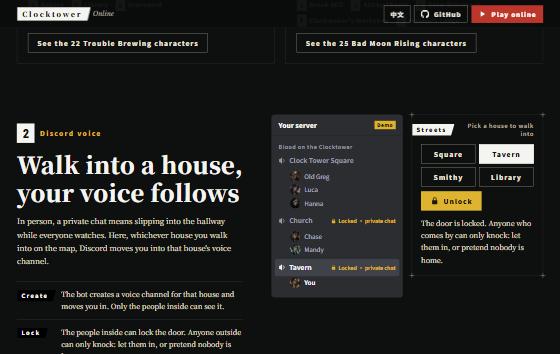 Clocktower Online
中文
GitHub
Play online
See the 22 Trouble Brewing characters
See the 25 Bad Moon Rising characters
2 Discord voice
Walk into a house,
your voice follows
In person, a private chat means slipping into the hallway
while everyone watches. Here, whichever house you walk
into on the map, Discord moves you into that house's voice
channel.
Create
The bot creates a voice channel for that house and
moves you in. Only the people inside can see it.
Lock
The people inside can lock the door. Anyone outside
can only knock: let them in, or pretend nobody is
Your server
Demo
Blood on the Clocktower
Clock Tower Square
Old Greg
Luca
Hanna
Church
Locked • private chat
Chase
Mandy
Tavern
Locked • private chat
You
Streets
Pick a house to walk
into
Square
Tavern
Smithy
Library
Unlock
The door is locked. Anyone who
comes by can only knock: let
them in, or pretend nobody is
home.